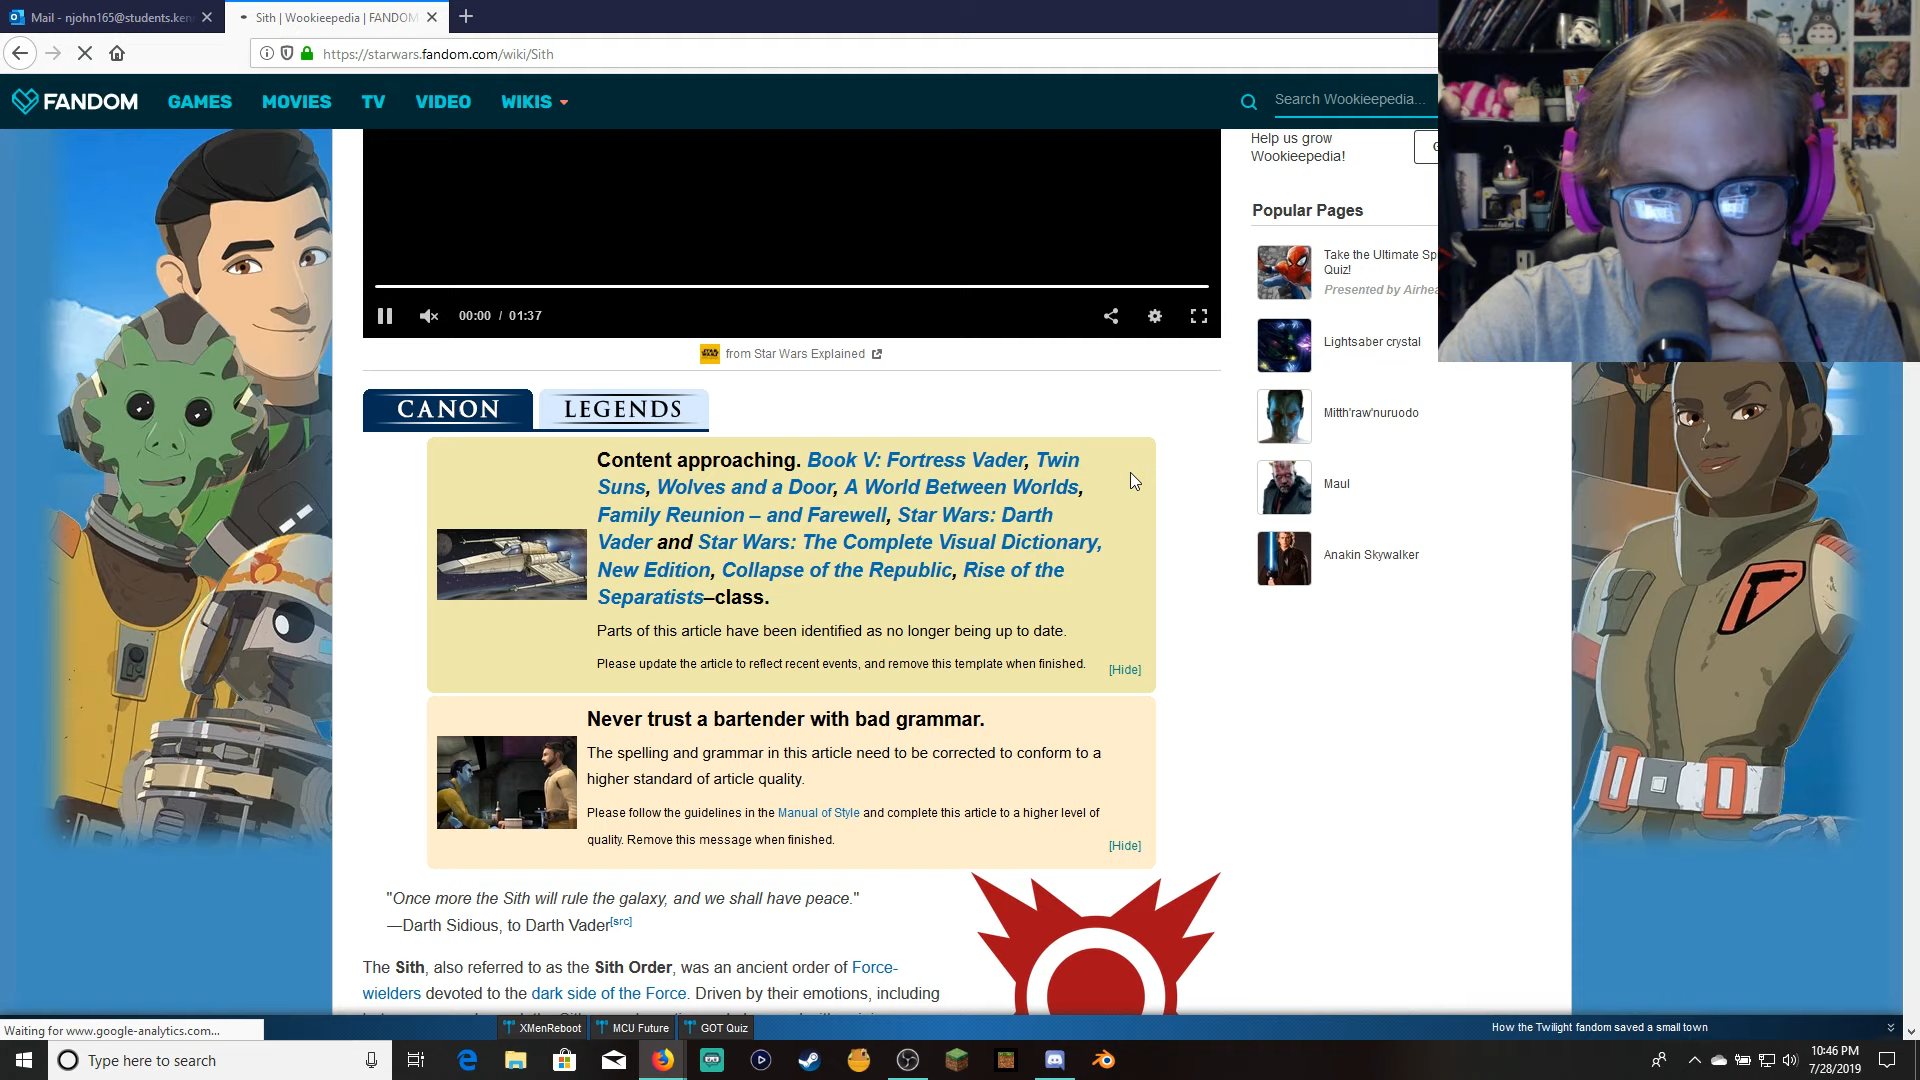 Mail - njohn165@students.ken
Sith | Wookieepedia | FANDOM
https://starwars.fandom.com/wiki/Sith
FANDOM
GAMES
MOVIES
TV
VIDEO
WIKIS
Search Wookieepedia...
Help us grow
Wookieepedia!
00:00 / 01:37
from Star Wars Explained
Popular Pages
Take the Ultimate Sp
Quiz!
Presented by Airhea
Lightsaber crystal
Mitth'raw'nuruodo
Maul
Anakin Skywalker
CANON
LEGENDS
Content approaching. Book V: Fortress Vader, Twin
Suns, Wolves and a Door, A World Between Worlds,
Family Reunion – and Farewell, Star Wars: Darth
Vader and Star Wars: The Complete Visual Dictionary,
New Edition, Collapse of the Republic, Rise of the
Separatists–class.
Parts of this article have been identified as no longer being up to date.
Please update the article to reflect recent events, and remove this template when finished.
[Hide]
Never trust a bartender with bad grammar.
The spelling and grammar in this article need to be corrected to conform to a
higher standard of article quality.
Please follow the guidelines in the Manual of Style and complete this article to a higher level of
quality. Remove this message when finished.
[Hide]
"Once more the Sith will rule the galaxy, and we shall have peace."
—Darth Sidious, to Darth Vader[src]
The Sith, also referred to as the Sith Order, was an ancient order of Force-
wielders devoted to the dark side of the Force. Driven by their emotions, including
Waiting for www.google-analytics.com...
XMenReboot
MCU Future
GOT Quiz
How the Twilight fandom saved a small town
Type here to search
10:46 PM
7/28/2019